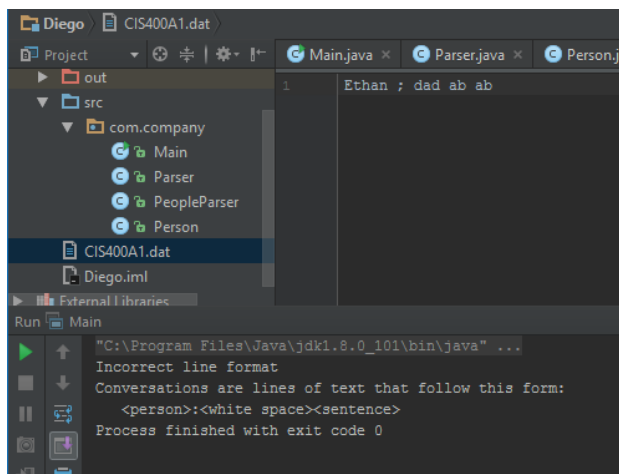 Diego CIS400A1.dat
Project Main.java × Parser.java × Person.j
out
src
com.company
Main
Parser
PeopleParser
Person
CIS400A1.dat
Diego.iml
External Libraries
1 Ethan ; dad ab ab
Run Main
"C:\Program Files\Java\jdk1.8.0_101\bin\java" ...
Incorrect line format
Conversations are lines of text that follow this form:
<person>:<white space><sentence>
Process finished with exit code 0